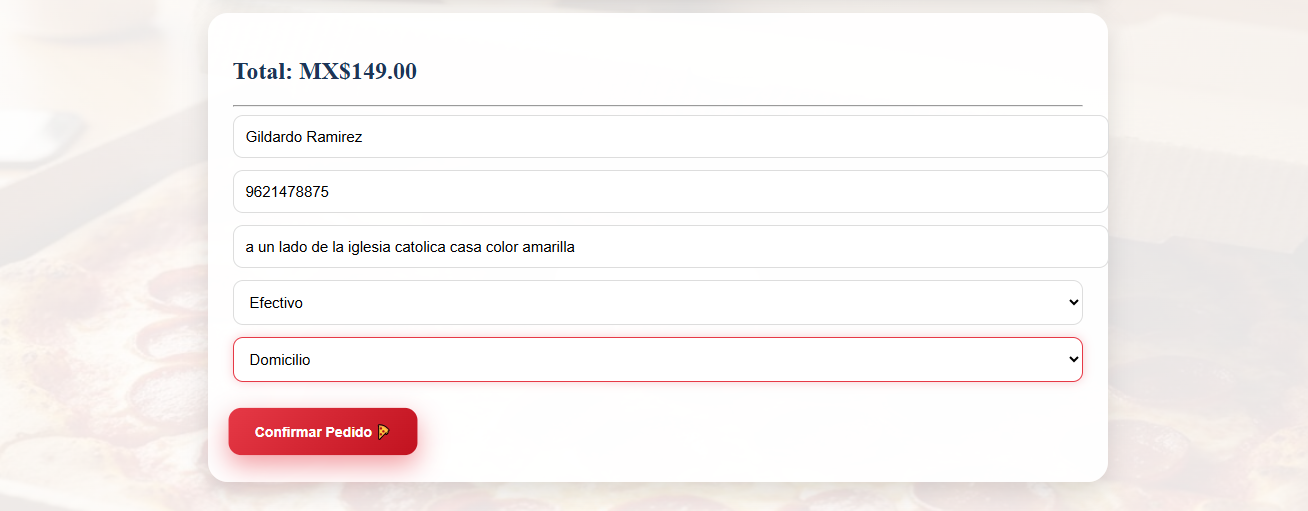 Total: MX$149.00
Gildardo Ramirez
9621478875
a un lado de la iglesia catolica casa color amarilla
Efectivo
Domicilio
Confirmar Pedido 🍕